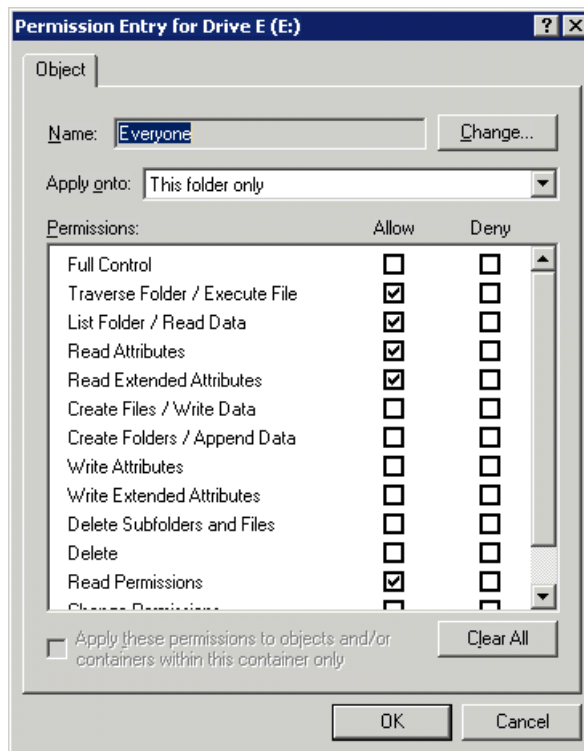 Permission Entry for Drive E (E:)
Object
Name: Everyone Change...
Apply onto: This folder only
Permissions: Allow Deny
Full Control
Traverse Folder / Execute File
List Folder / Read Data
Read Attributes
Read Extended Attributes
Create Files / Write Data
Create Folders / Append Data
Write Attributes
Write Extended Attributes
Delete Subfolders and Files
Delete
Read Permissions
Change Permissions
Apply these permissions to objects and/or
containers within this container only
Clear All
OK Cancel